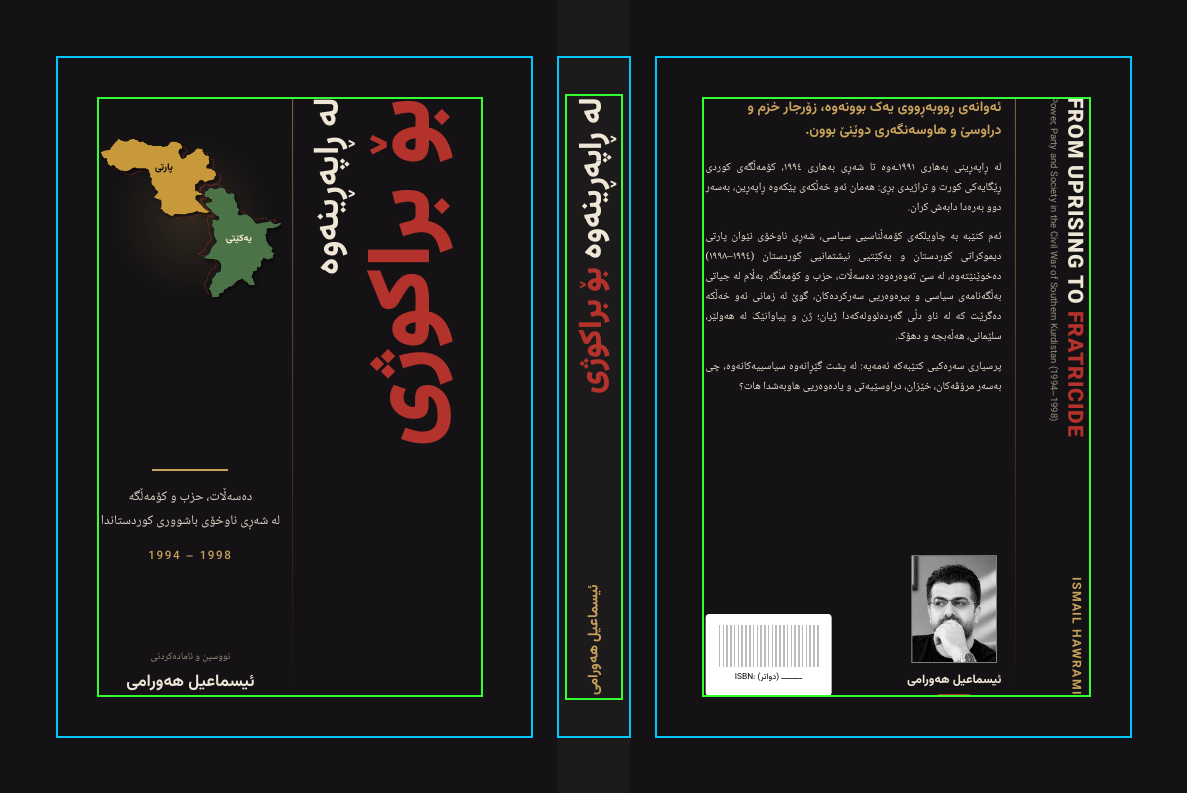 لە ڕاپەڕینەوە
بۆ براکوژی
پارتی
یەکێتی
دەسەڵات، حزب و کۆمەڵگە
لە شەڕی ناوخۆی باشووری کوردستاندا
1994 – 1998
نووسین و ئامادەکردنی
ئیسماعیل هەورامی
لە ڕاپەڕینەوە بۆ براکوژی
ئیسماعیل هەورامی
ئەوانەی ڕووبەڕووی یەک بوونەوە، زۆرجار خزم و
دراوسێ و هاوسەنگەری دوێنێ بوون.
لە ڕاپەڕینی بەهاری ١٩٩١ـەوە تا شەڕی بەهاری ١٩٩٤، کۆمەڵگەی کوردی
ڕێگایەکی کورت و تراژیدی بڕی: هەمان ئەو خەڵکەی پێکەوە ڕاپەڕین، بەسەر
دوو بەرەدا دابەش کران.
ئەم کتێبە بە چاویلکەی کۆمەڵناسیی سیاسی، شەڕی ناوخۆی نێوان پارتی
دیموکراتی کوردستان و یەکێتیی نیشتمانیی کوردستان (١٩٩٤–١٩٩٨)
دەخوێنێتەوە، لە سێ تەوەرەوە: دەسەڵات، حزب و کۆمەڵگە. بەڵام لە جیاتی
بەڵگەنامەی سیاسی و بیرەوەریی سەرکردەکان، گوێ لە زمانی ئەو خەڵکە
دەگرێت کە لە ناو دڵی گەردەلوولەکەدا ژیان؛ ژن و پیاوانێک لە هەولێر،
سلێمانی، هەڵەبجە و دهۆک.
پرسیاری سەرەکیی کتێبەکە ئەمەیە: لە پشت گێڕانەوە سیاسییەکانەوە، چی
بەسەر مرۆڤەکان، خێزان، دراوسێیەتی و یادەوەریی هاوبەشدا هات؟
FROM UPRISING TO FRATRICIDE
Power, Party and Society in the Civil War of Southern Kurdistan (1994–1998)
ISMAIL HAWRAMI
ئیسماعیل هەورامی
ISBN: (دواتر) ـــــــــ